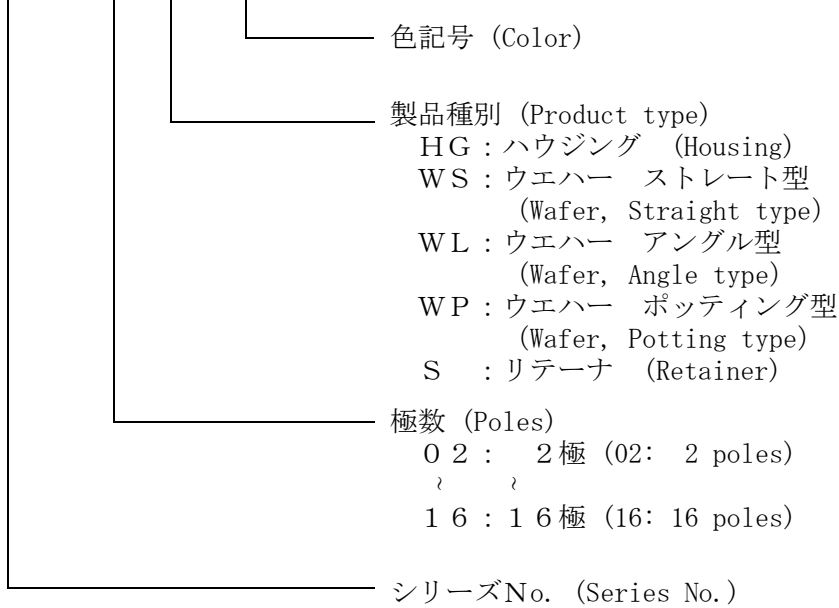 色記号 (Color)
製品種別 (Product type)
HG:ハウジング (Housing)
WS:ウエハー ストレート型
(Wafer, Straight type)
WL:ウエハー アングル型
(Wafer, Angle type)
WP:ウエハー ポッティング型
(Wafer, Potting type)
S :リテーナ (Retainer)
極数 (Poles)
02: 2極 (02: 2 poles)
~ ~
16:16極 (16: 16 poles)
シリーズNo. (Series No.)